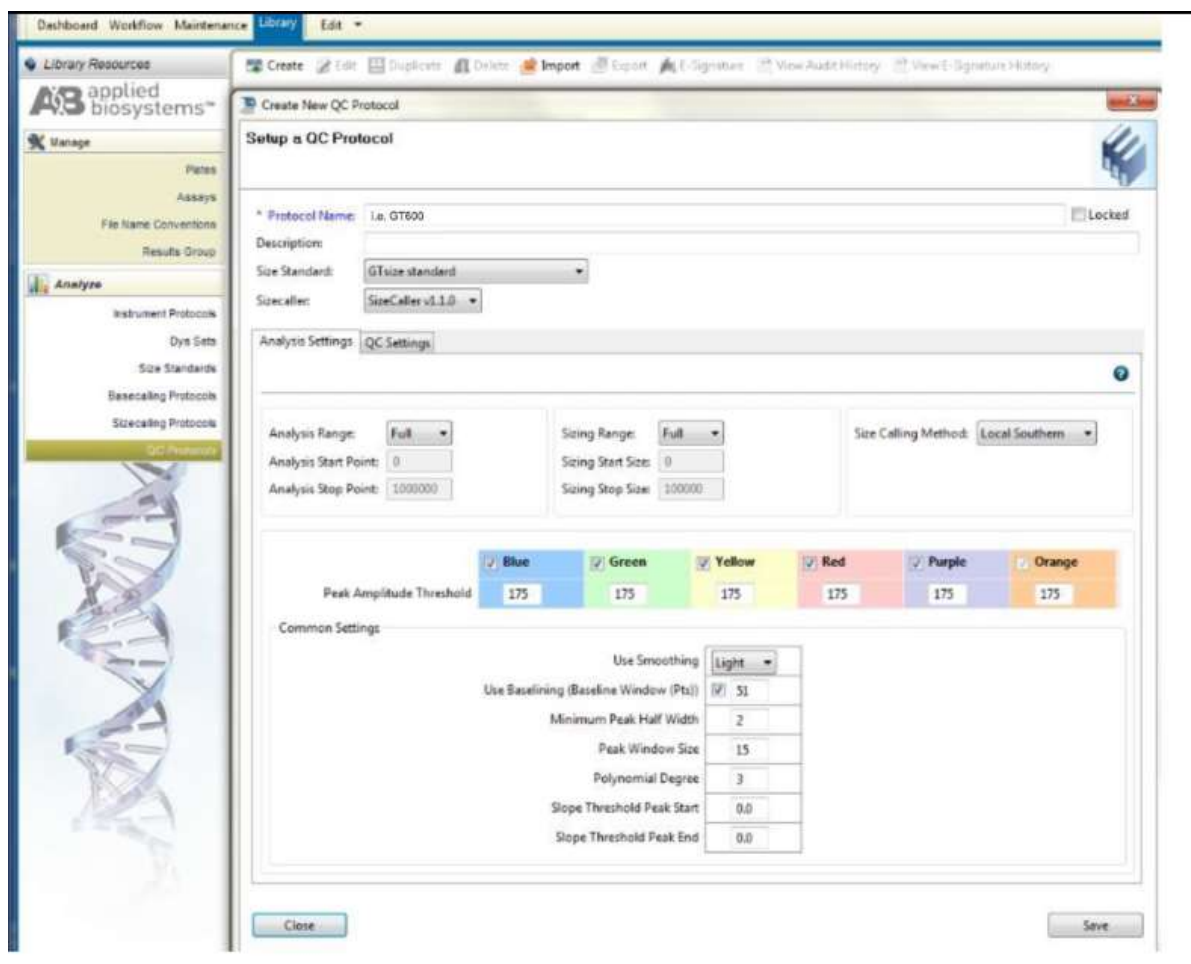 Dashboard Workflow Maintenance Library Edit
Library Resources
Create Edit Duplicate Delete Import Export E-Signature View Audit History View E-Signature History
AB applied
biosystems™
Create New QC Protocol
Manage
Setup a QC Protocol
Plates
Assays
File Name Conventions
Results Group
* Protocol Name: i.e. GT600 Locked
Description:
Size Standard: GTsize standard
Sizecaller: SizeCaller v1.1.0
Analyze
Instrument Protocols
Dye Sets
Size Standards
Basecalling Protocols
Sizecalling Protocols
QC Protocols
Analysis Settings QC Settings
Analysis Range: Full Sizing Range: Full Size Calling Method: Local Southern
Analysis Start Point: 0 Sizing Start Size: 0
Analysis Stop Point: 1000000 Sizing Stop Size: 100000
Blue Green Yellow Red Purple Orange
Peak Amplitude Threshold 175 175 175 175 175 175
Common Settings
Use Smoothing Light
Use Baselining (Baseline Window (Pts)) 51
Minimum Peak Half Width 2
Peak Window Size 15
Polynomial Degree 3
Slope Threshold Peak Start 0.0
Slope Threshold Peak End 0.0
Close Save